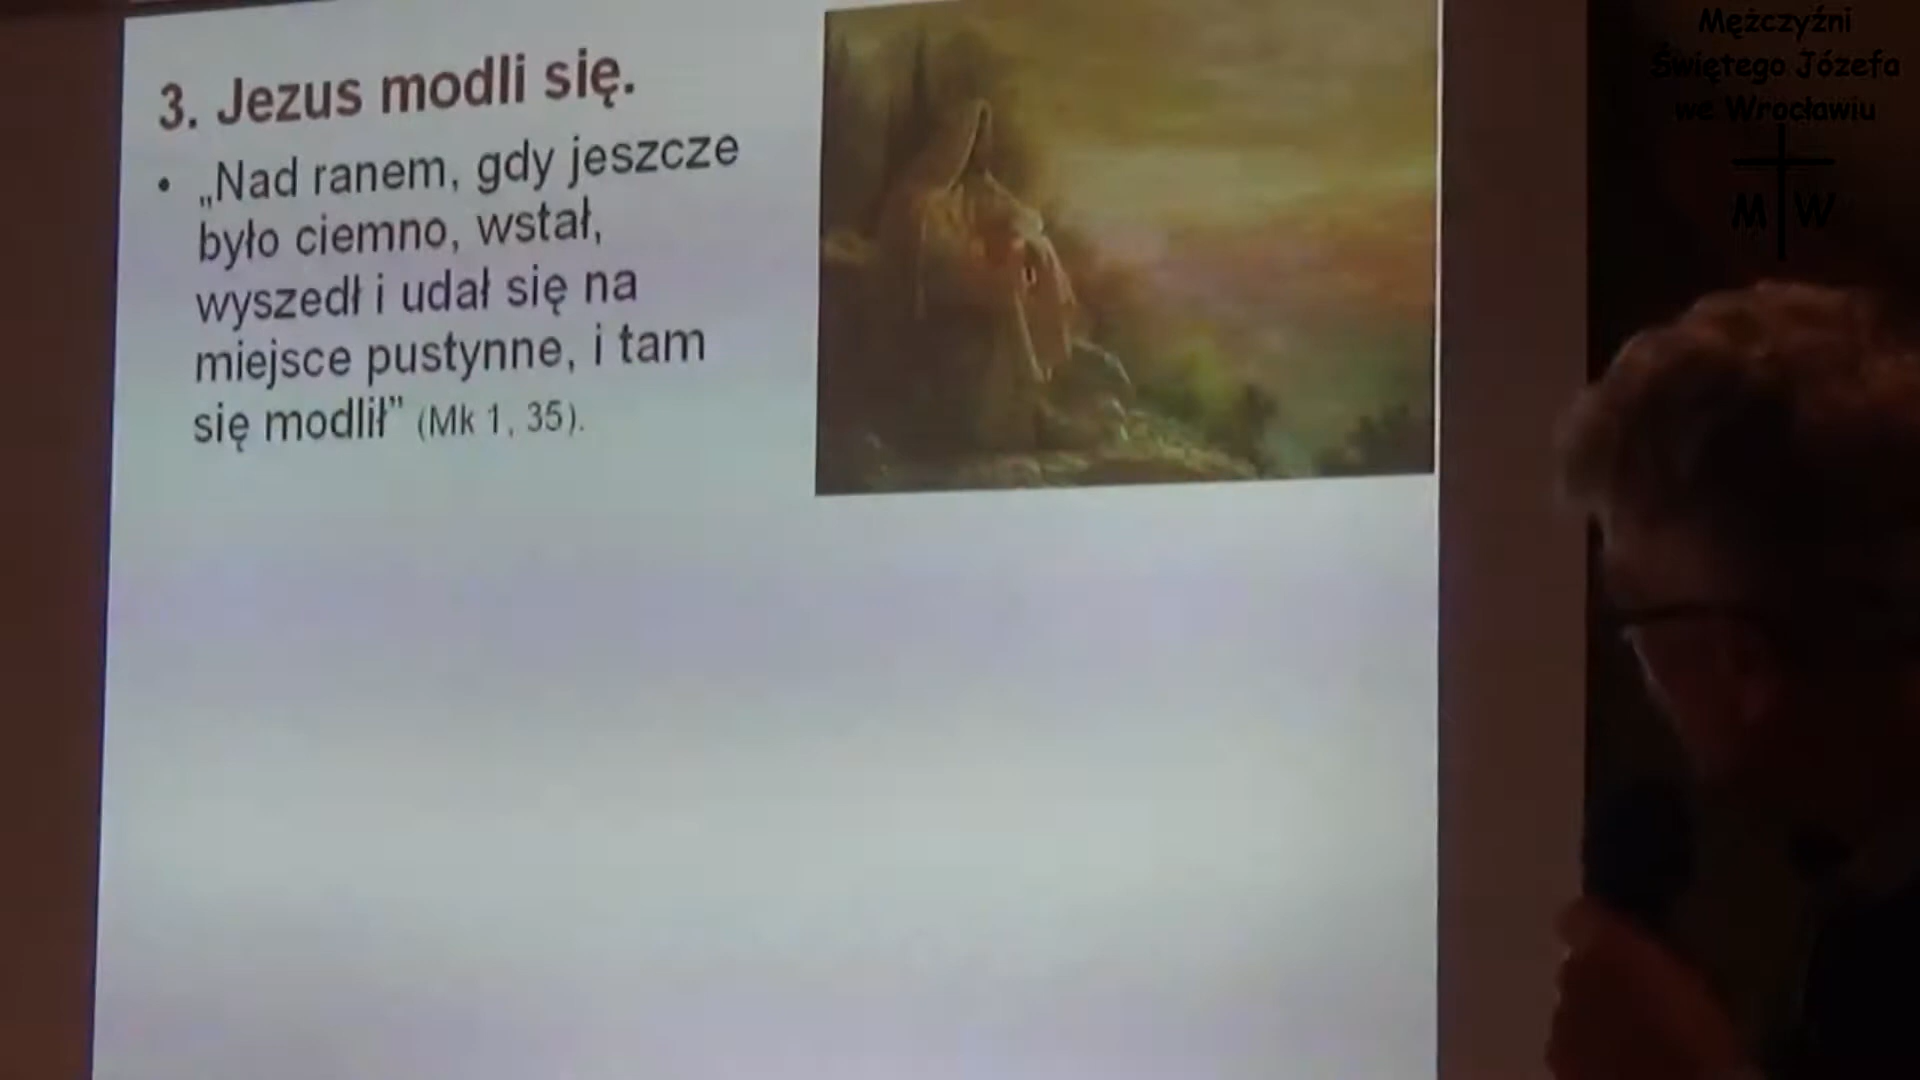 3. Jezus modli się.
• „Nad ranem, gdy jeszcze
było ciemno, wstał,
wyszedł i udał się na
miejsce pustynne, i tam
się modlił” (Mk 1, 35).
Mężczyźni
Świętego Józefa
we Wrocławiu
M W